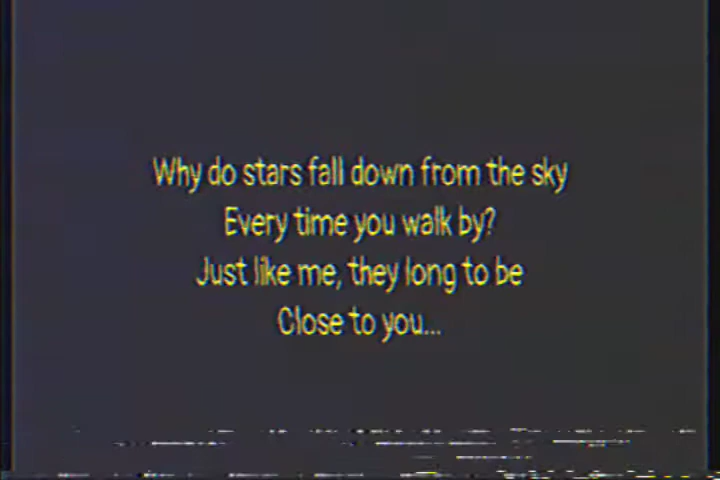 Why do stars fall down from the sky
Every time you walk by?
Just like me, they long to be
Close to you...